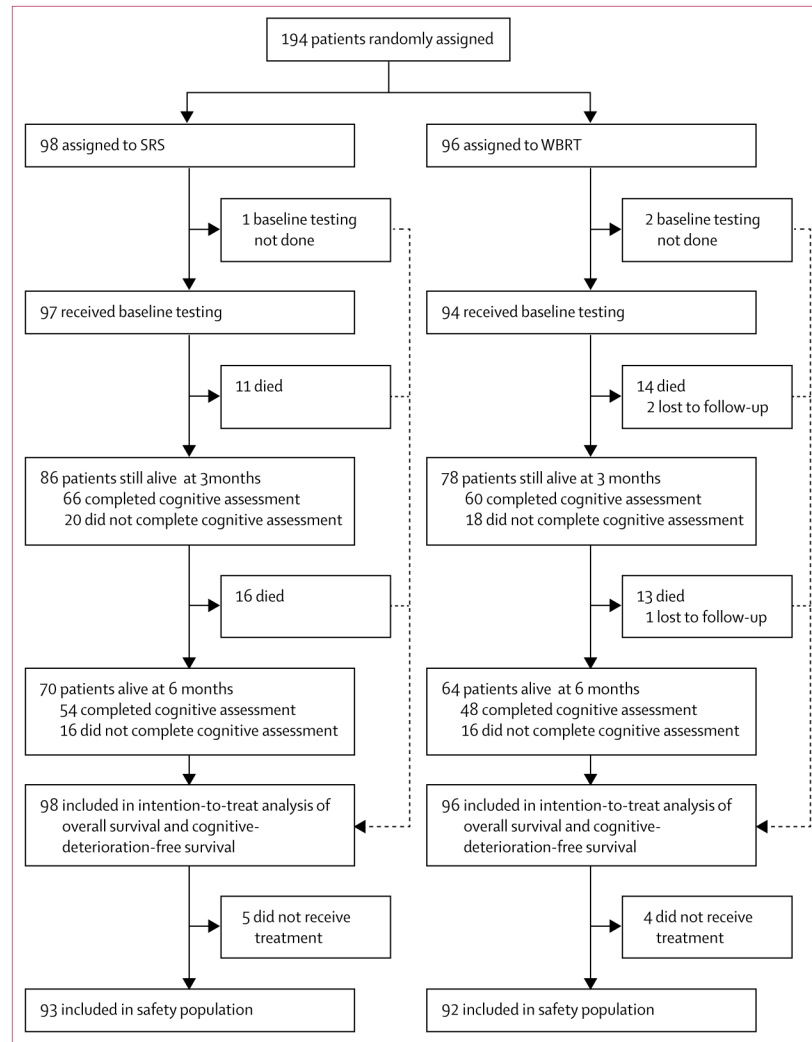 194 patients randomly assigned
98 assigned to SRS
96 assigned to WBRT
1 baseline testing
not done
2 baseline testing
not done
97 received baseline testing
94 received baseline testing
11 died
14 died
2 lost to follow-up
86 patients still alive at 3months
66 completed cognitive assessment
20 did not complete cognitive assessment
78 patients still alive at 3 months
60 completed cognitive assessment
18 did not complete cognitive assessment
16 died
13 died
1 lost to follow-up
70 patients alive at 6 months
54 completed cognitive assessment
16 did not complete cognitive assessment
64 patients alive at 6 months
48 completed cognitive assessment
16 did not complete cognitive assessment
98 included in intention-to-treat analysis of
overall survival and cognitive-
deterioration-free survival
96 included in intention-to-treat analysis of
overall survival and cognitive-
deterioration-free survival
5 did not receive
treatment
4 did not receive
treatment
93 included in safety population
92 included in safety population